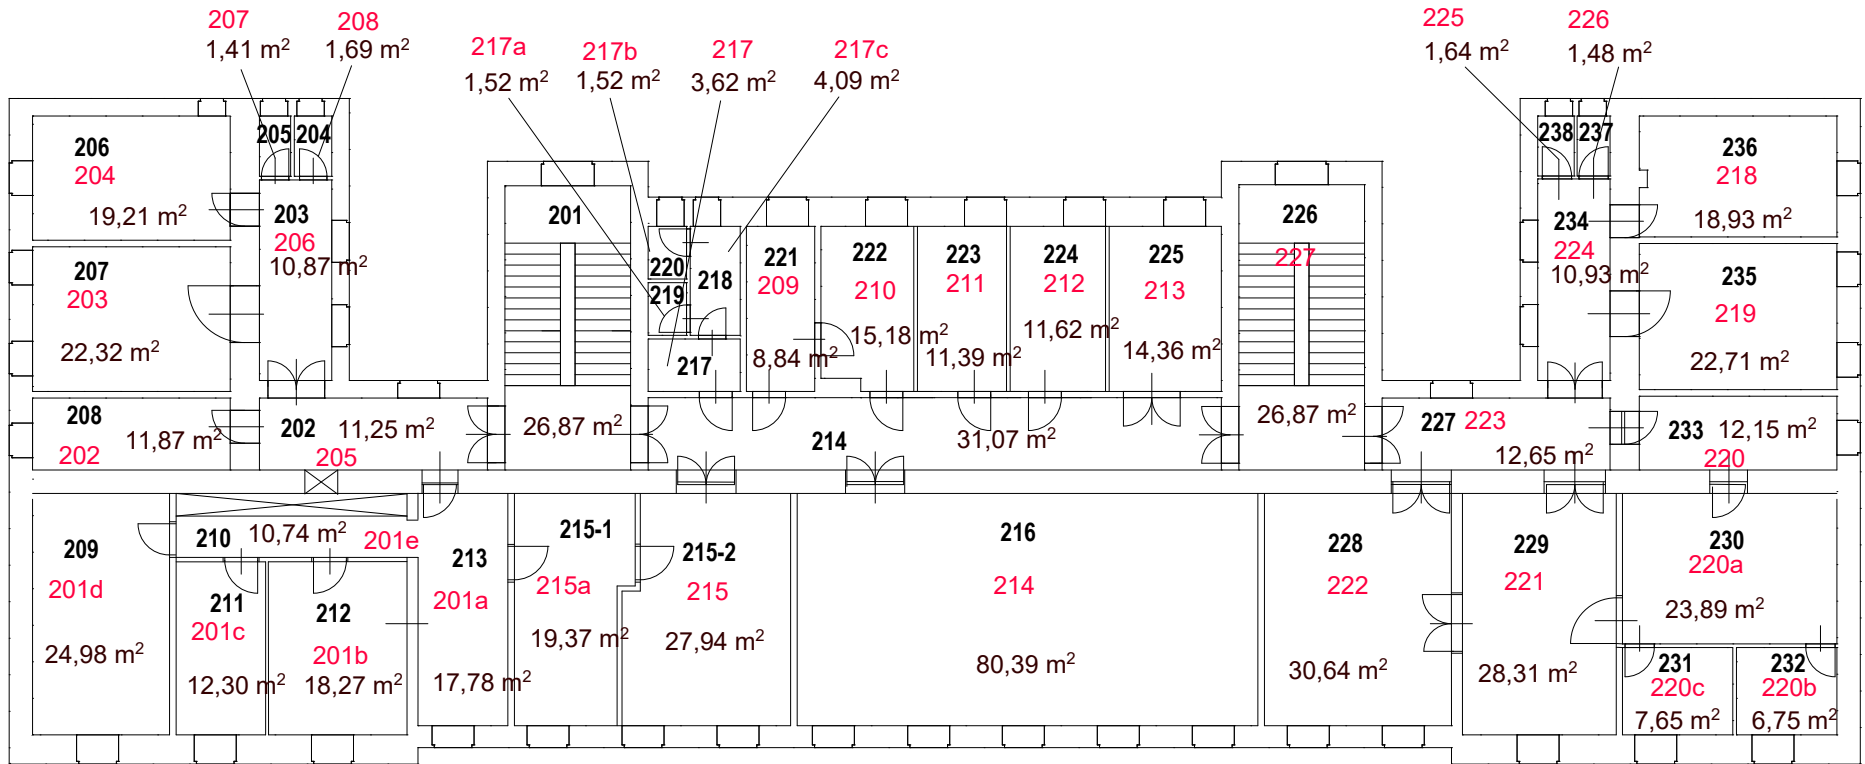 207 208
1,41 m² 1,69 m²
217a 217b 217 217c
1,52 m² 1,52 m² 3,62 m² 4,09 m²
225 226
1,64 m² 1,48 m²
206
204
19,21 m²
205 204
203
206
10,87 m²
207
203
22,32 m²
208
202
11,87 m²
202
205
11,25 m²
201
26,87 m²
220
219
218
217
221
209
8,84 m²
222
210
15,18 m²
223
211
11,39 m²
224
212
11,62 m²
225
213
14,36 m²
214
31,07 m²
226
227
26,87 m²
238 237
234
224
10,93 m²
236
218
18,93 m²
235
219
22,71 m²
227
223
12,65 m²
233
220
12,15 m²
209
201d
24,98 m²
210
10,74 m²
201e
211
201c
12,30 m²
212
201b
18,27 m²
213
201a
17,78 m²
215-1
215a
19,37 m²
215-2
215
27,94 m²
216
214
80,39 m²
228
222
30,64 m²
229
221
28,31 m²
230
220a
23,89 m²
231
220c
7,65 m²
232
220b
6,75 m²